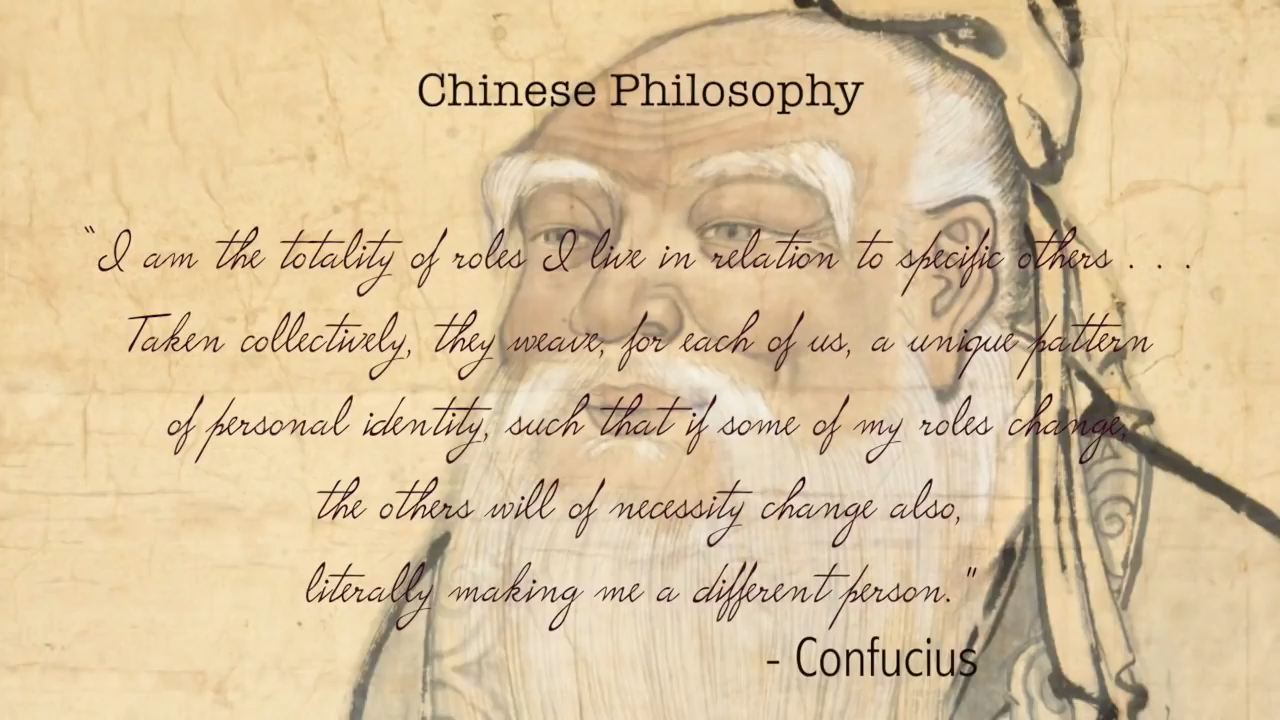 Chinese Philosophy
“I am the totality of roles I live in relation to specific others . . .
Taken collectively, they weave, for each of us, a unique pattern
of personal identity, such that if some of my roles change,
the others will of necessity change also,
literally making me a different person."
- Confucius